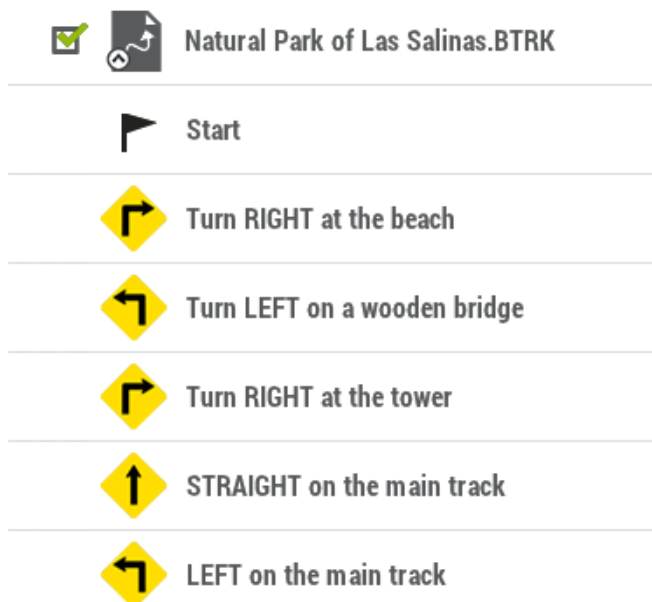 Natural Park of Las Salinas.BTRK
Start
Turn RIGHT at the beach
Turn LEFT on a wooden bridge
Turn RIGHT at the tower
STRAIGHT on the main track
LEFT on the main track